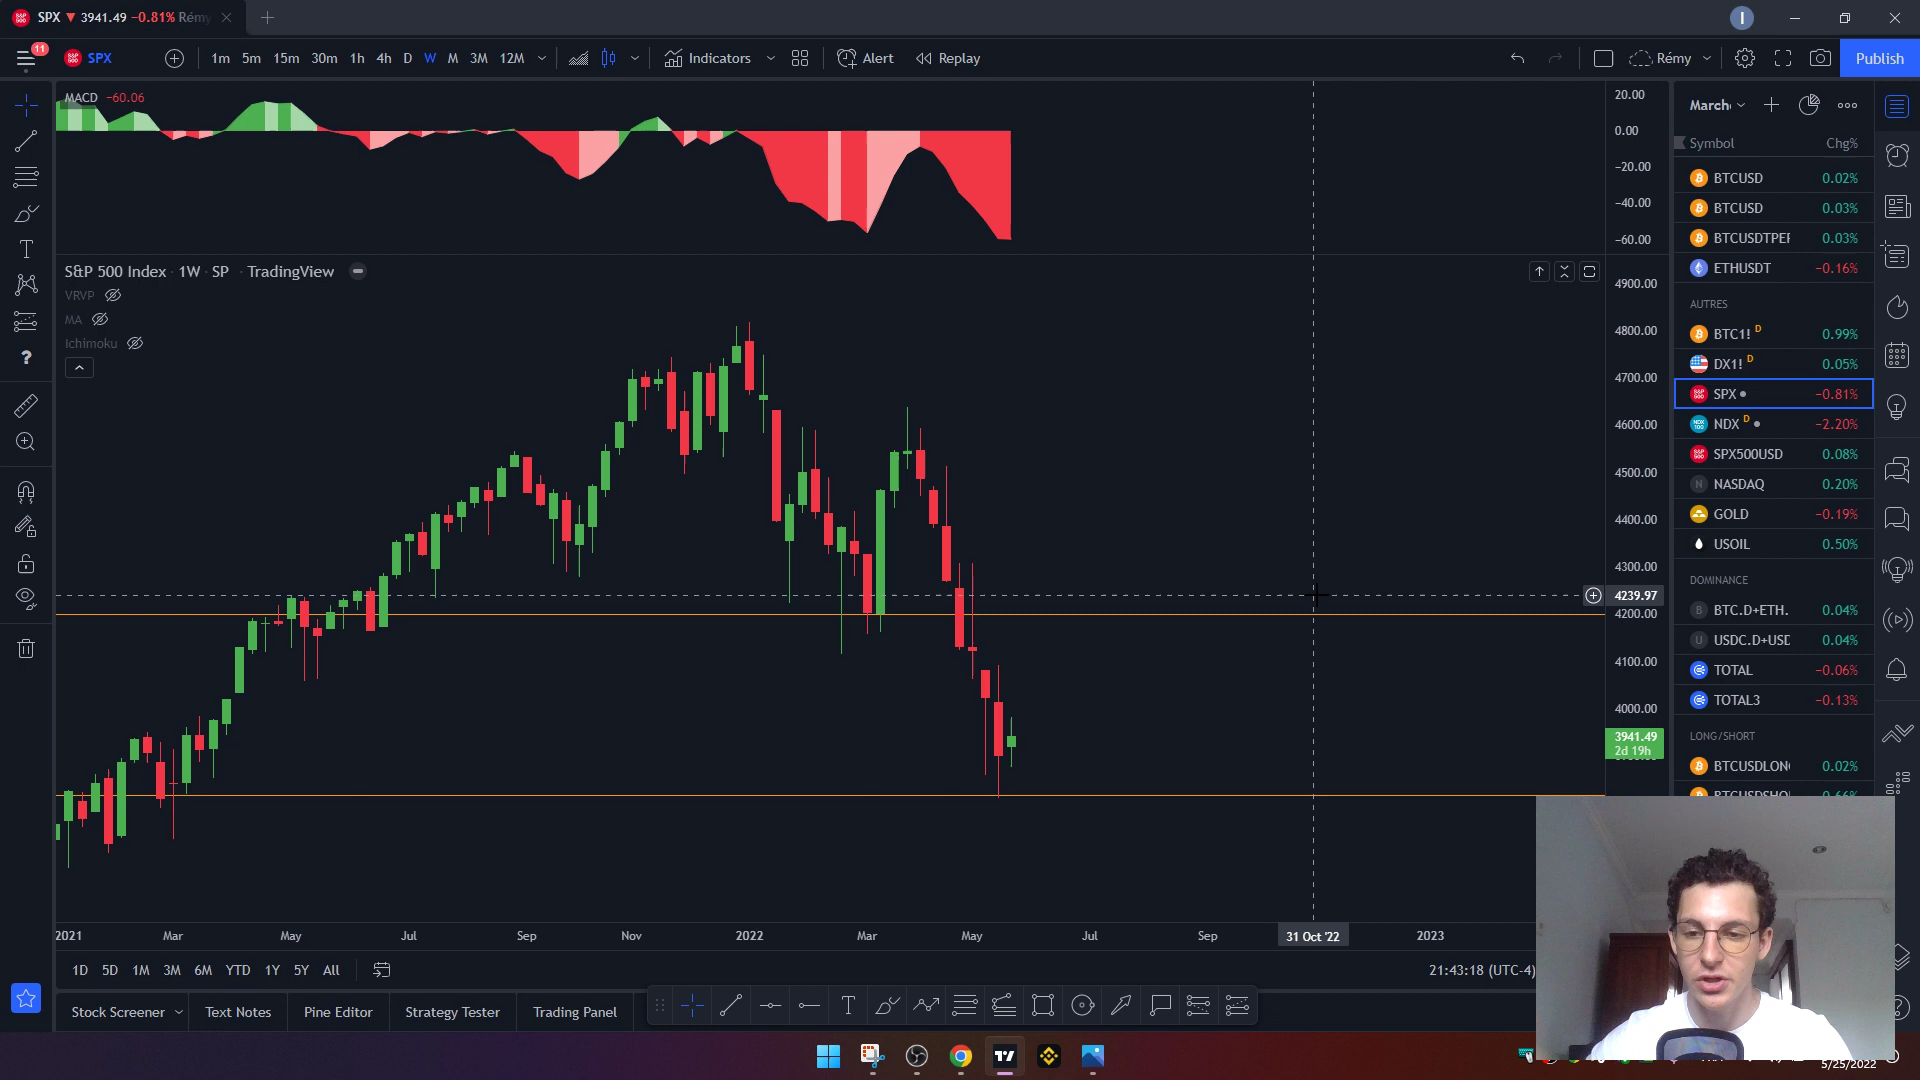 SPX ▼ 3941.49 −0.81% Rémy
11
SPX
1m 5m 15m 30m 1h 4h D W M 3M 12M
Indicators
Alert
Replay
Rémy
Publish
MACD −60.06
20.00
0.00
−20.00
−40.00
−60.00
S&P 500 Index · 1W · SP · TradingView
VRVP
MA
Ichimoku
4900.00
4800.00
4700.00
4600.00
4500.00
4400.00
4300.00
4239.97
4200.00
4100.00
4000.00
3941.49
2d 19h
2021 Mar May Jul Sep Nov 2022 Mar May Jul Sep 31 Oct '22 2023
1D 5D 1M 3M 6M YTD 1Y 5Y All
21:43:18 (UTC-4)
Stock Screener Text Notes Pine Editor Strategy Tester Trading Panel
March
Symbol Chg%
BTCUSD 0.02%
BTCUSD 0.03%
BTCUSDTPE 0.03%
ETHUSDT −0.16%
AUTRES
BTC1! D 0.99%
DX1! D 0.05%
SPX −0.81%
NDX D −2.20%
SPX500USD 0.08%
NASDAQ 0.20%
GOLD −0.19%
USOIL 0.50%
DOMINANCE
BTC.D+ETH. 0.04%
USDC.D+USD 0.04%
TOTAL −0.06%
TOTAL3 −0.13%
LONG/SHORT
BTCUSDLON 0.02%
5/25/2022